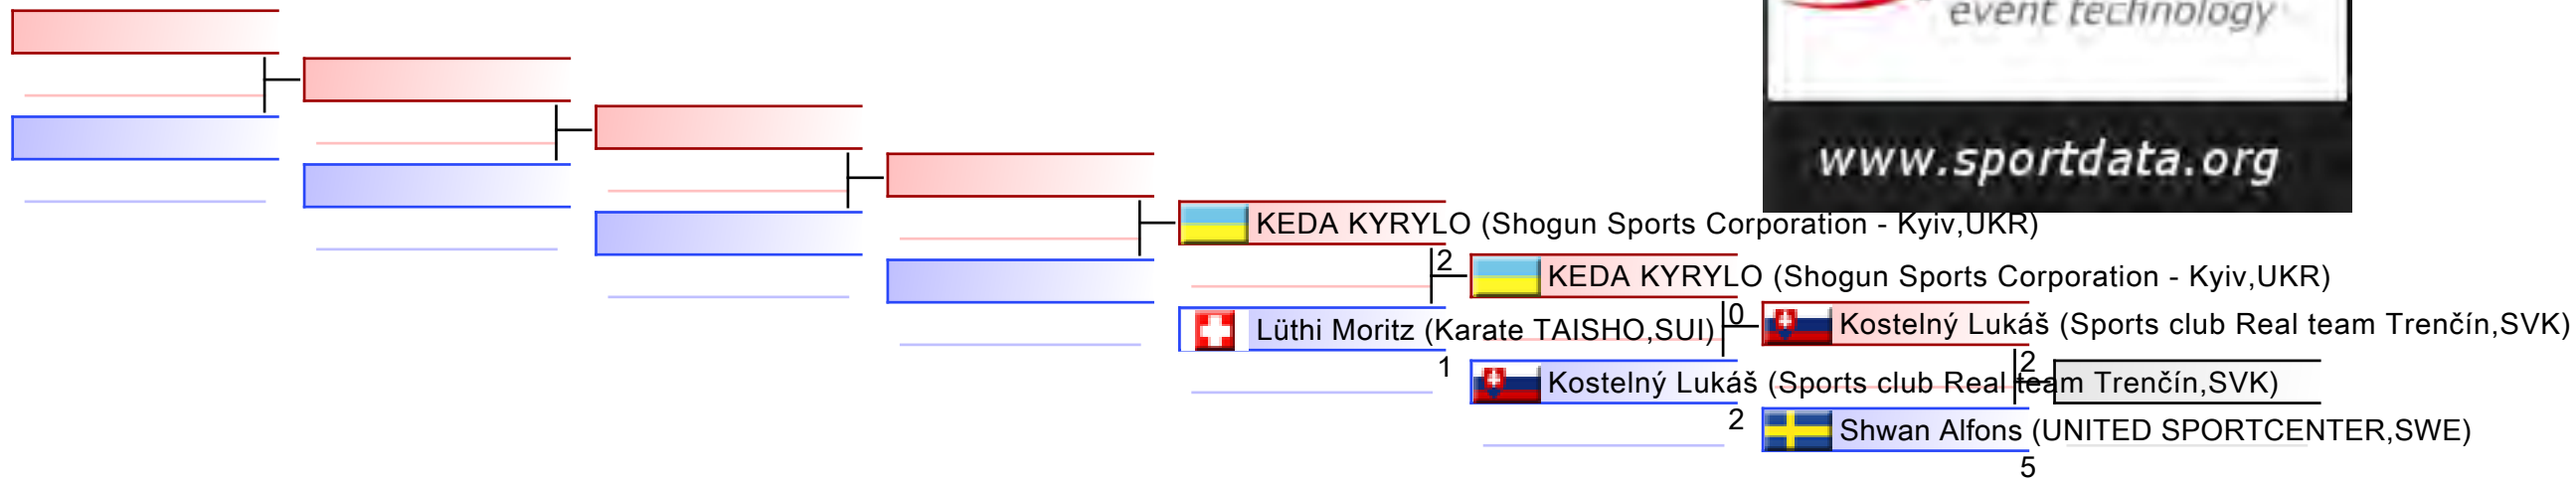 event technology
www.sportdata.org
KEDA KYRYLO (Shogun Sports Corporation - Kyiv,UKR)
2
KEDA KYRYLO (Shogun Sports Corporation - Kyiv,UKR)
0
Lüthi Moritz (Karate TAISHO,SUI)
1
Kostelný Lukáš (Sports club Real team Trenčín,SVK)
2
Kostelný Lukáš (Sports club Real team Trenčín,SVK)
2
Shwan Alfons (UNITED SPORTCENTER,SWE)
5